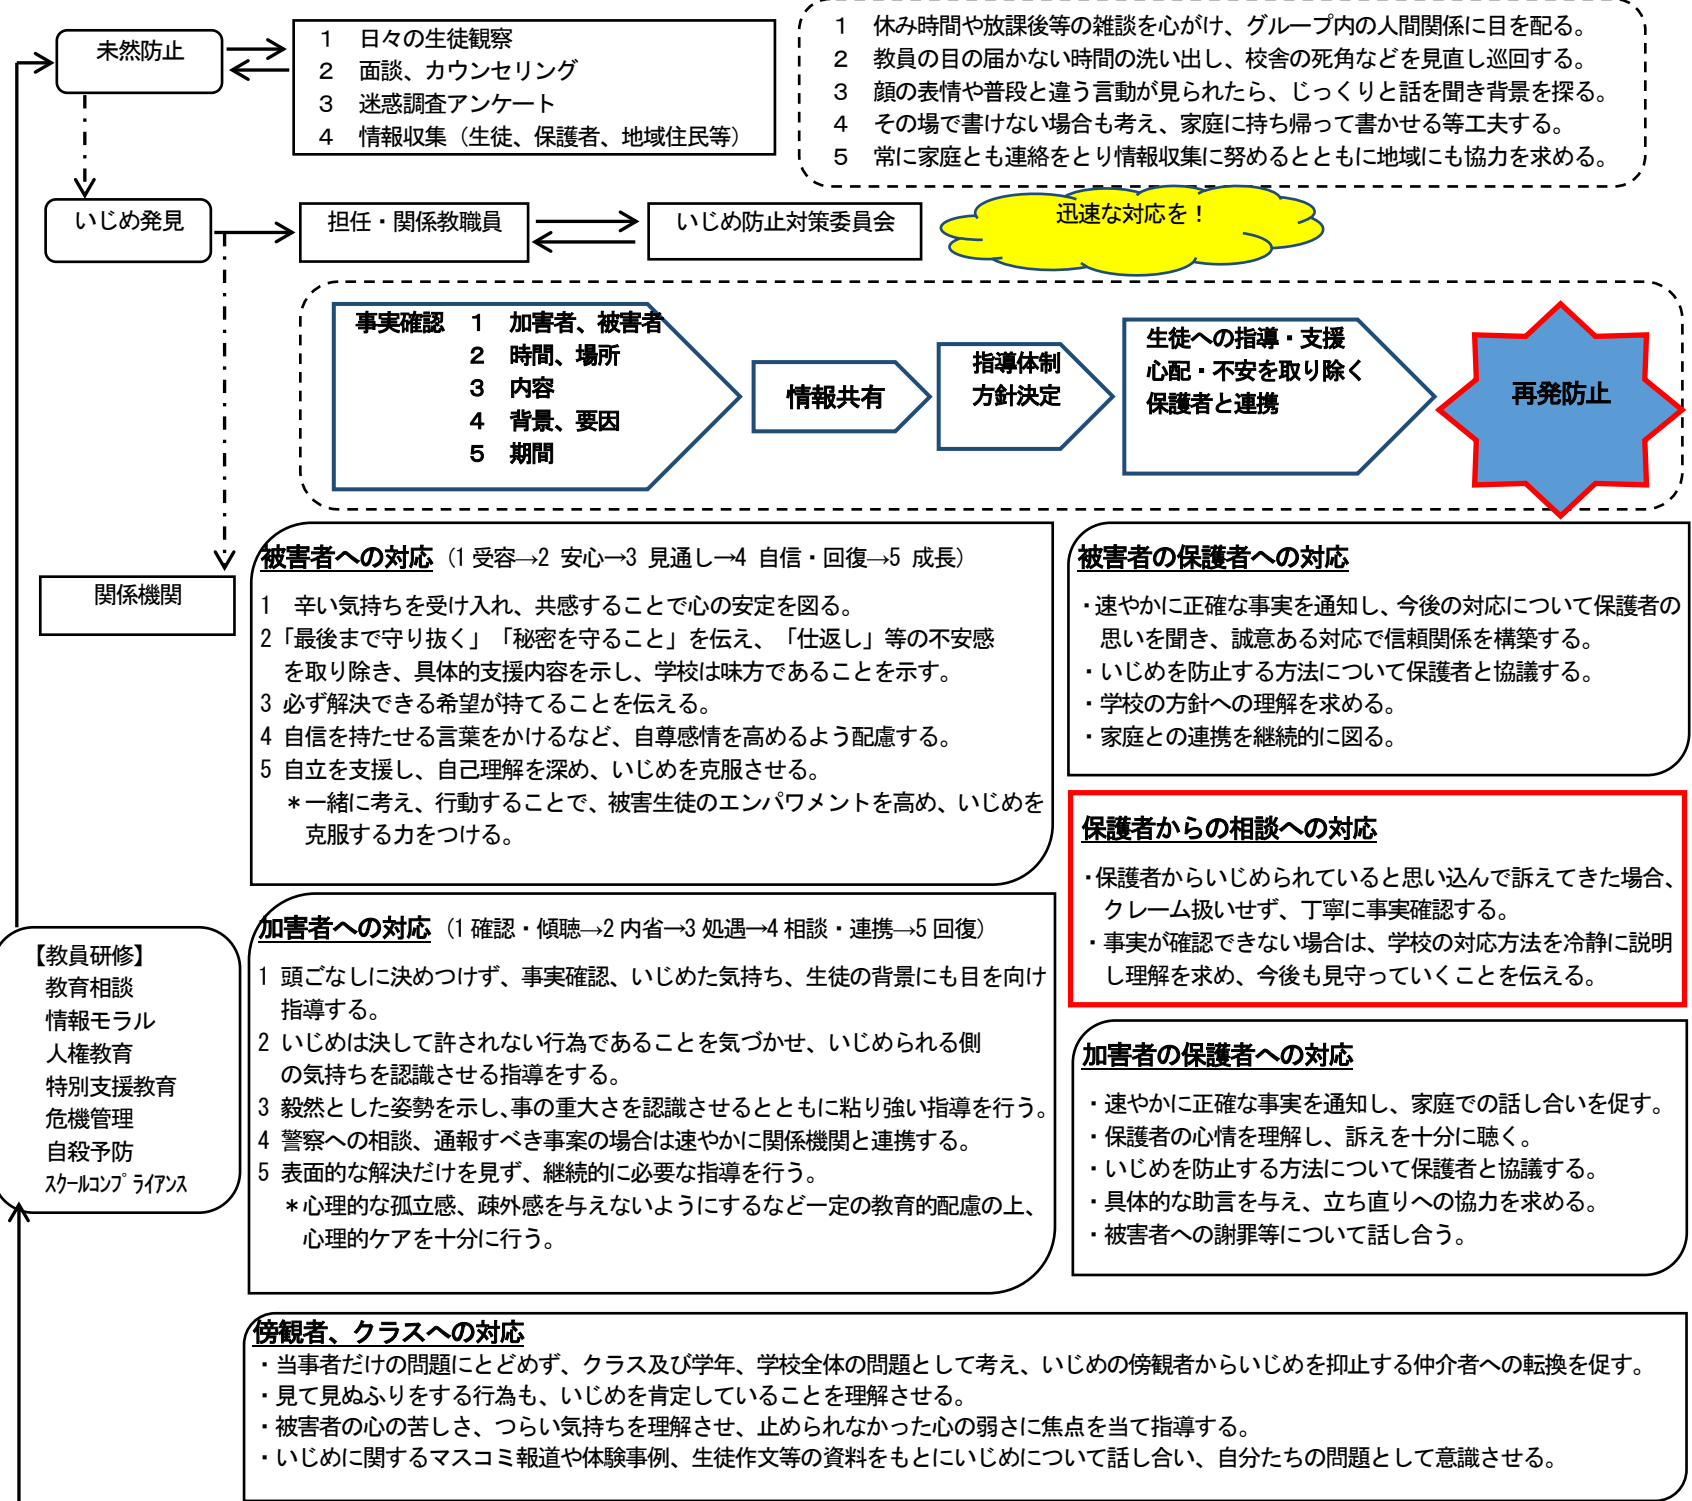 未然防止
1 日々の生徒観察
2 面談、カウンセリング
3 迷惑調査アンケート
4 情報収集（生徒、保護者、地域住民等）
1 休み時間や放課後等の雑談を心がけ、グループ内の人間関係に目を配る。
2 教員の目の届かない時間の洗い出し、校舎の死角などを見直し巡回する。
3 顔の表情や普段と違う言動が見られたら、じっくりと話を聞き背景を探る。
4 その場で書けない場合も考え、家庭に持ち帰って書かせる等工夫する。
5 常に家庭とも連絡をとり情報収集に努めるとともに地域にも協力を求める。
いじめ発見
担任・関係教職員
いじめ防止対策委員会
迅速な対応を！
事実確認 1 加害者、被害者
2 時間、場所
3 内容
4 背景、要因
5 期間
情報共有
指導体制
方針決定
生徒への指導・支援
心配・不安を取り除く
保護者と連携
再発防止
関係機関
被害者への対応（1 受容→2 安心→3 見通し→4 自信・回復→5 成長）
1 辛い気持ちを受け入れ、共感することで心の安定を図る。
2「最後まで守り抜く」「秘密を守ること」を伝え、「仕返し」等の不安感
を取り除き、具体的支援内容を示し、学校は味方であることを示す。
3 必ず解決できる希望が持てることを伝える。
4 自信を持たせる言葉をかけるなど、自尊感情を高めるよう配慮する。
5 自立を支援し、自己理解を深め、いじめを克服させる。
＊一緒に考え、行動することで、被害生徒のエンパワメントを高め、いじめを
克服する力をつける。
被害者の保護者への対応
・速やかに正確な事実を通知し、今後の対応について保護者の
思いを聞き、誠意ある対応で信頼関係を構築する。
・いじめを防止する方法について保護者と協議する。
・学校の方針への理解を求める。
・家庭との連携を継続的に図る。
保護者からの相談への対応
・保護者からいじめられていると思い込んで訴えてきた場合、
クレーム扱いせず、丁寧に事実確認する。
・事実が確認できない場合は、学校の対応方法を冷静に説明
し理解を求め、今後も見守っていくことを伝える。
【教員研修】
教育相談
情報モラル
人権教育
特別支援教育
危機管理
自殺予防
ｽｸｰﾙｺﾝﾌﾟﾗｲｱﾝｽ
加害者への対応（1 確認・傾聴→2 内省→3 処遇→4 相談・連携→5 回復）
1 頭ごなしに決めつけず、事実確認、いじめた気持ち、生徒の背景にも目を向け
指導する。
2 いじめは決して許されない行為であることを気づかせ、いじめられる側
の気持ちを認識させる指導をする。
3 毅然とした姿勢を示し、事の重大さを認識させるとともに粘り強い指導を行う。
4 警察への相談、通報すべき事案の場合は速やかに関係機関と連携する。
5 表面的な解決だけを見ず、継続的に必要な指導を行う。
＊心理的な孤立感、疎外感を与えないようにするなど一定の教育的配慮の上、
心理的ケアを十分に行う。
加害者の保護者への対応
・速やかに正確な事実を通知し、家庭での話し合いを促す。
・保護者の心情を理解し、訴えを十分に聴く。
・いじめを防止する方法について保護者と協議する。
・具体的な助言を与え、立ち直りへの協力を求める。
・被害者への謝罪等について話し合う。
傍観者、クラスへの対応
・当事者だけの問題にとどめず、クラス及び学年、学校全体の問題として考え、いじめの傍観者からいじめを抑止する仲介者への転換を促す。
・見て見ぬふりをする行為も、いじめを肯定していることを理解させる。
・被害者の心の苦しさ、つらい気持ちを理解させ、止められなかった心の弱さに焦点を当て指導する。
・いじめに関するマスコミ報道や体験事例、生徒作文等の資料をもとにいじめについて話し合い、自分たちの問題として意識させる。